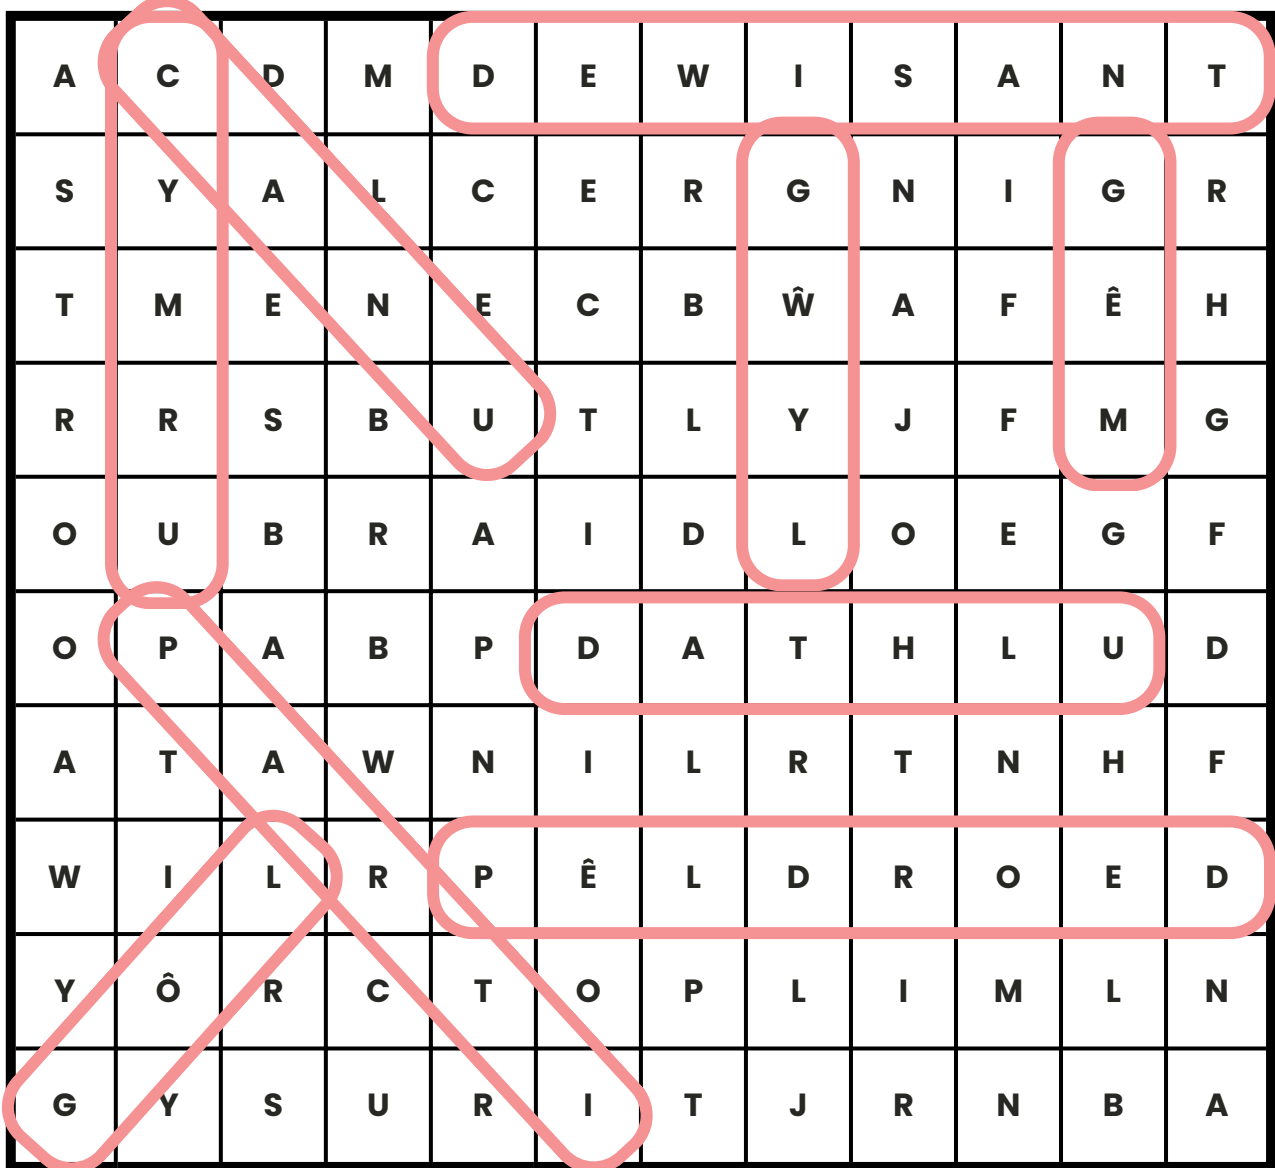 A C D M D E W I S A N T
S Y A L C E R G N I G R
T M E N E C B Ŵ A F Ê H
R R S B U T L Y J F M G
O U B R A I D L O E G F
O P A B P D A T H L U D
A T A W N I L R T N H F
W I L R P Ê L D R O E D
Y Ô R C T O P L I M L N
G Y S U R I T J R N B A